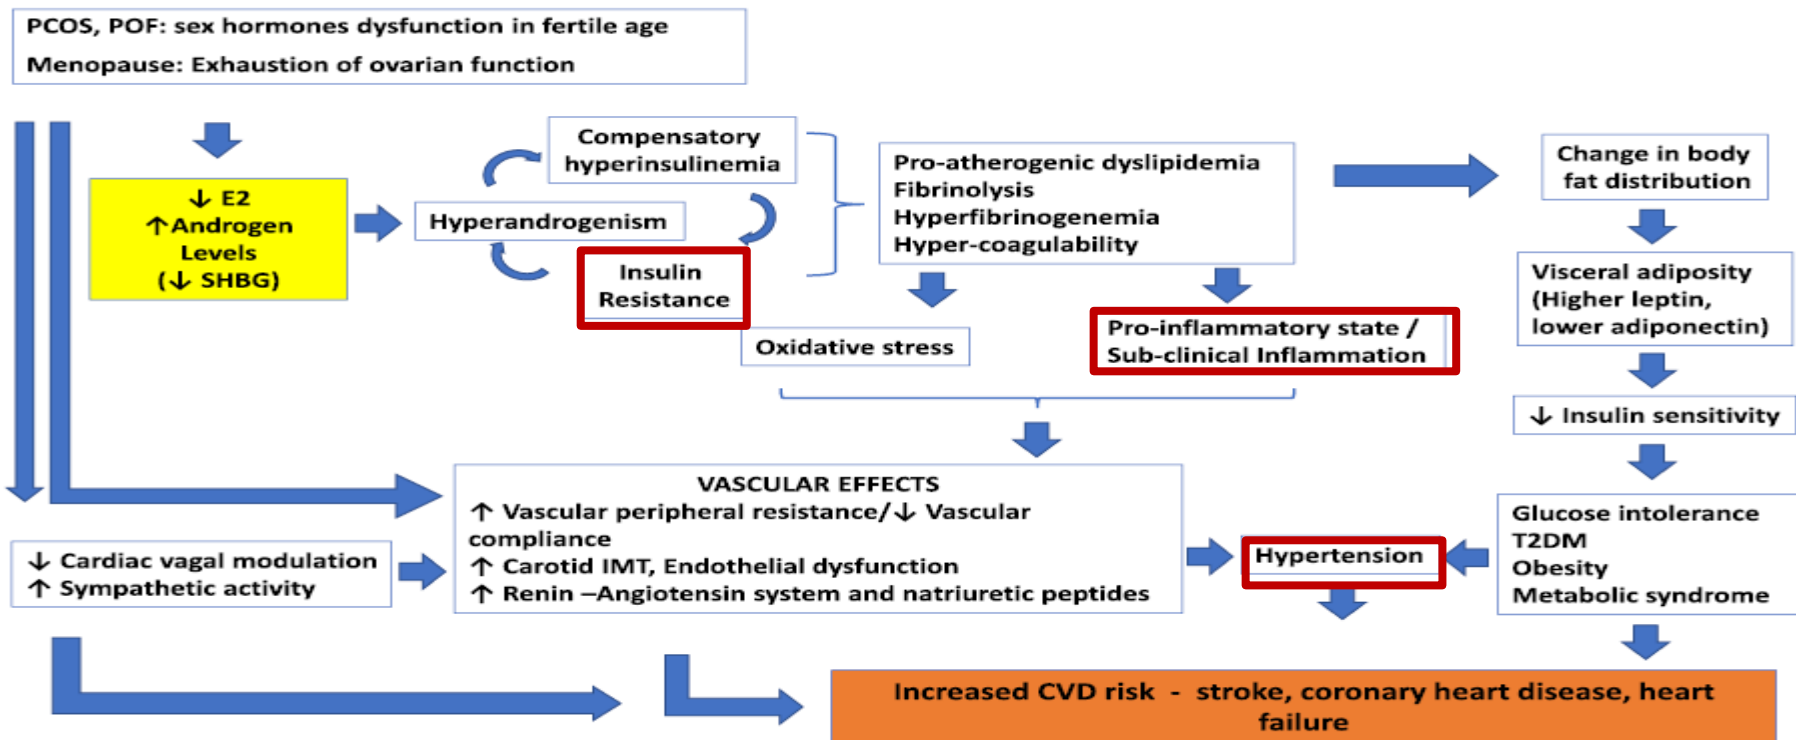 PCOS, POF: sex hormones dysfunction in fertile age
Menopause: Exhaustion of ovarian function
↓ E2
↑Androgen
Levels
(↓ SHBG)
Hyperandrogenism
Compensatory
hyperinsulinemia
Insulin
Resistance
Pro-atherogenic dyslipidemia
Fibrinolysis
Hyperfibrinogenemia
Hyper-coagulability
Oxidative stress
Pro-inflammatory state /
Sub-clinical Inflammation
Change in body
fat distribution
Visceral adiposity
(Higher leptin,
lower adiponectin)
↓ Insulin sensitivity
Glucose intolerance
T2DM
Obesity
Metabolic syndrome
↓ Cardiac vagal modulation
↑ Sympathetic activity
VASCULAR EFFECTS
↑ Vascular peripheral resistance/↓ Vascular
compliance
↑ Carotid IMT, Endothelial dysfunction
↑ Renin –Angiotensin system and natriuretic peptides
Hypertension
Increased CVD risk - stroke, coronary heart disease, heart
failure